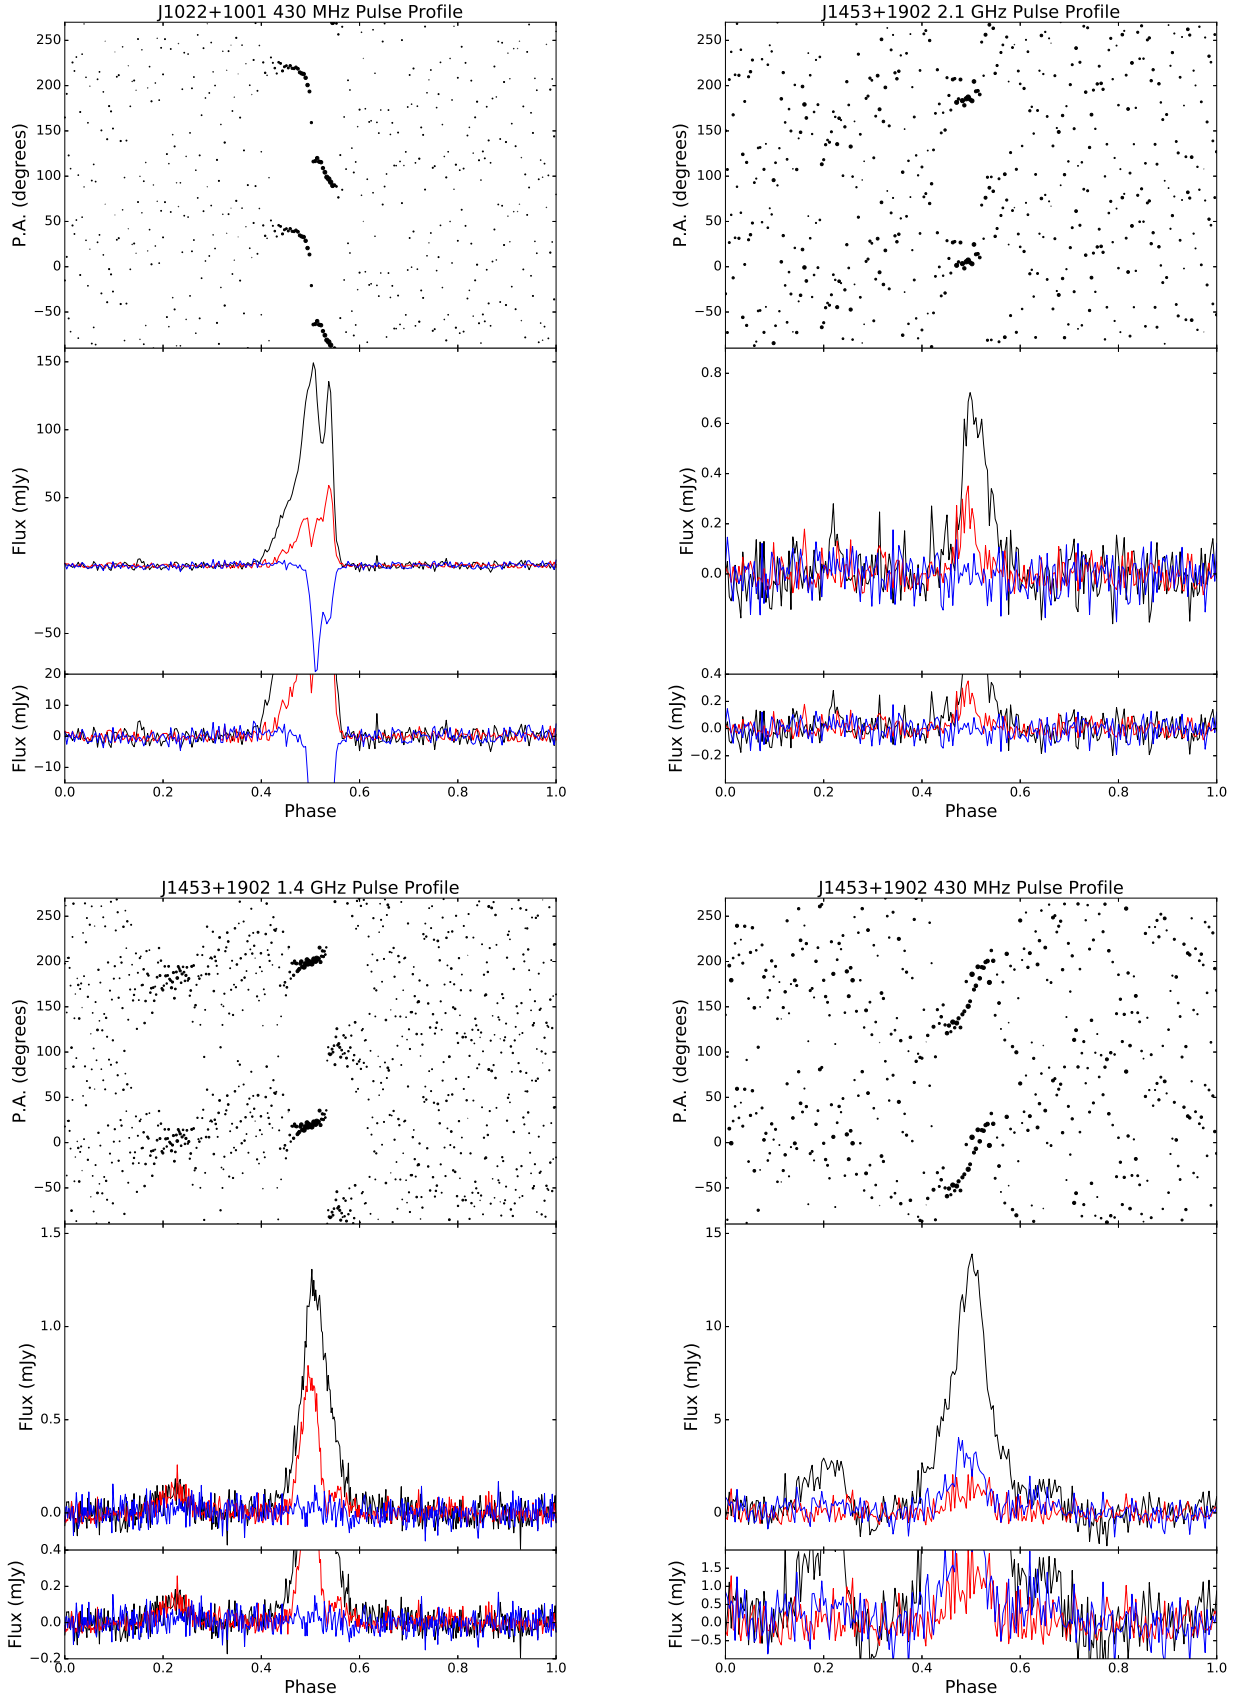 J1022+1001 430 MHz Pulse Profile
250
200
150
100
50
0
−50
P.A. (degrees)
150
100
50
0
−50
Flux (mJy)
20
10
0
−10
Flux (mJy)
0.0 0.2 0.4 0.6 0.8 1.0
Phase
J1453+1902 2.1 GHz Pulse Profile
250
200
150
100
50
0
−50
P.A. (degrees)
0.8
0.6
0.4
0.2
0.0
Flux (mJy)
0.4
0.2
0.0
−0.2
Flux (mJy)
0.0 0.2 0.4 0.6 0.8 1.0
Phase
J1453+1902 1.4 GHz Pulse Profile
250
200
150
100
50
0
−50
P.A. (degrees)
1.5
1.0
0.5
0.0
Flux (mJy)
0.4
0.2
0.0
−0.2
Flux (mJy)
0.0 0.2 0.4 0.6 0.8 1.0
Phase
J1453+1902 430 MHz Pulse Profile
250
200
150
100
50
0
−50
P.A. (degrees)
15
10
5
0
Flux (mJy)
1.5
1.0
0.5
0.0
−0.5
Flux (mJy)
0.0 0.2 0.4 0.6 0.8 1.0
Phase